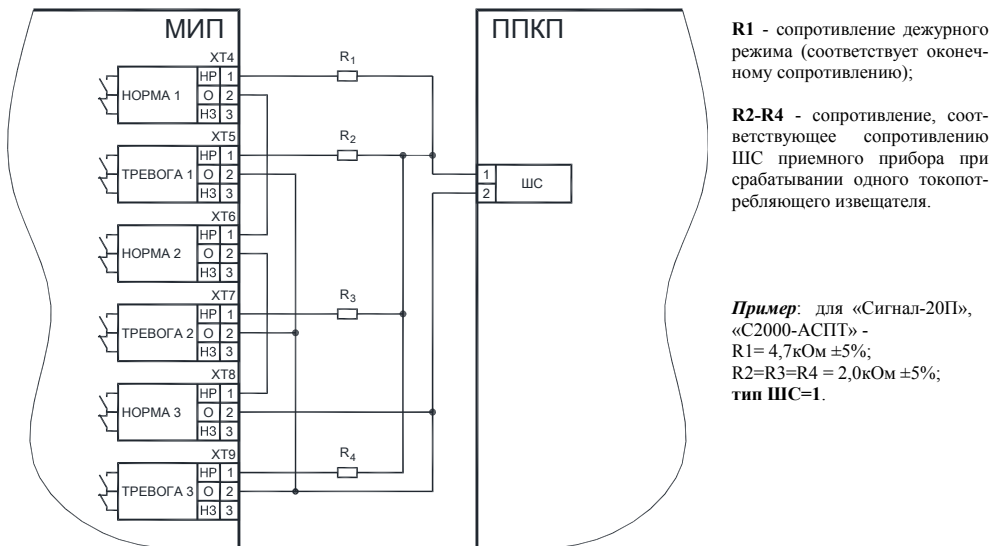 МИП
ППКП
XT4
НОРМА 1
НР 1
О 2
НЗ 3
R1
XT5
ТРЕВОГА 1
НР 1
О 2
НЗ 3
R2
1
2
ШС
XT6
НОРМА 2
НР 1
О 2
НЗ 3
XT7
ТРЕВОГА 2
НР 1
О 2
НЗ 3
R3
XT8
НОРМА 3
НР 1
О 2
НЗ 3
XT9
ТРЕВОГА 3
НР 1
О 2
НЗ 3
R4
R1 - сопротивление дежурного
режима (соответствует оконеч-
ному сопротивлению);
R2-R4 - сопротивление, соот-
ветствующее сопротивлению
ШС приемного прибора при
срабатывании одного токопот-
ребляющего извещателя.
Пример: для «Сигнал-20П»,
«С2000-АСПТ» -
R1= 4,7кОм ±5%;
R2=R3=R4 = 2,0кОм ±5%;
тип ШС=1.